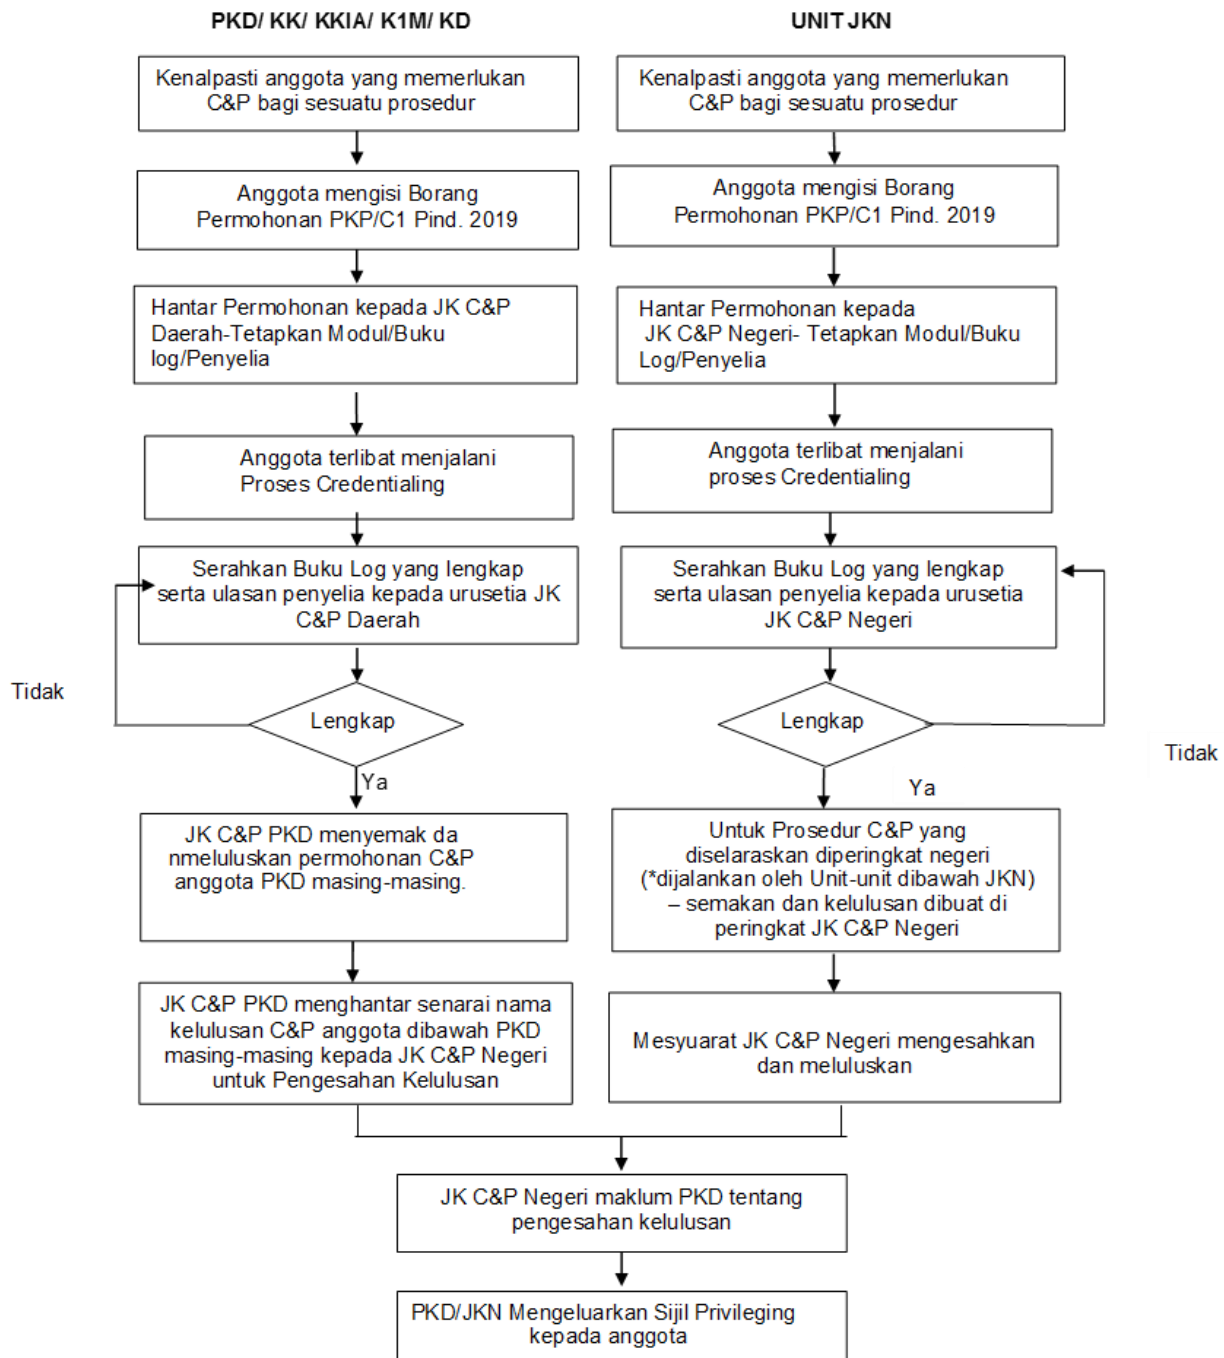 PKD/ KK/ KKIA/ K1M/ KD
Kenalpasti anggota yang memerlukan
C&P bagi sesuatu prosedur
Anggota mengisi Borang
Permohonan PKP/C1 Pind. 2019
Hantar Permohonan kepada JK C&P
Daerah-Tetapkan Modul/Buku
log/Penyelia
Anggota terlibat menjalani
Proses Credentialing
Serahkan Buku Log yang lengkap
serta ulasan penyelia kepada urusetia JK
C&P Daerah
Tidak
Lengkap
Ya
JK C&P PKD menyemak da
nmeluluskan permohonan C&P
anggota PKD masing-masing.
JK C&P PKD menghantar senarai nama
kelulusan C&P anggota dibawah PKD
masing-masing kepada JK C&P Negeri
untuk Pengesahan Kelulusan
UNIT JKN
Kenalpasti anggota yang memerlukan
C&P bagi sesuatu prosedur
Anggota mengisi Borang
Permohonan PKP/C1 Pind. 2019
Hantar Permohonan kepada
JK C&P Negeri- Tetapkan Modul/Buku
Log/Penyelia
Anggota terlibat menjalani
proses Credentialing
Serahkan Buku Log yang lengkap
serta ulasan penyelia kepada urusetia
JK C&P Negeri
Lengkap
Tidak
Ya
Untuk Prosedur C&P yang
diselaraskan diperingkat negeri
(*dijalankan oleh Unit-unit dibawah JKN)
– semakan dan kelulusan dibuat di
peringkat JK C&P Negeri
Mesyuarat JK C&P Negeri mengesahkan
dan meluluskan
JK C&P Negeri maklum PKD tentang
pengesahan kelulusan
PKD/JKN Mengeluarkan Sijil Privileging
kepada anggota